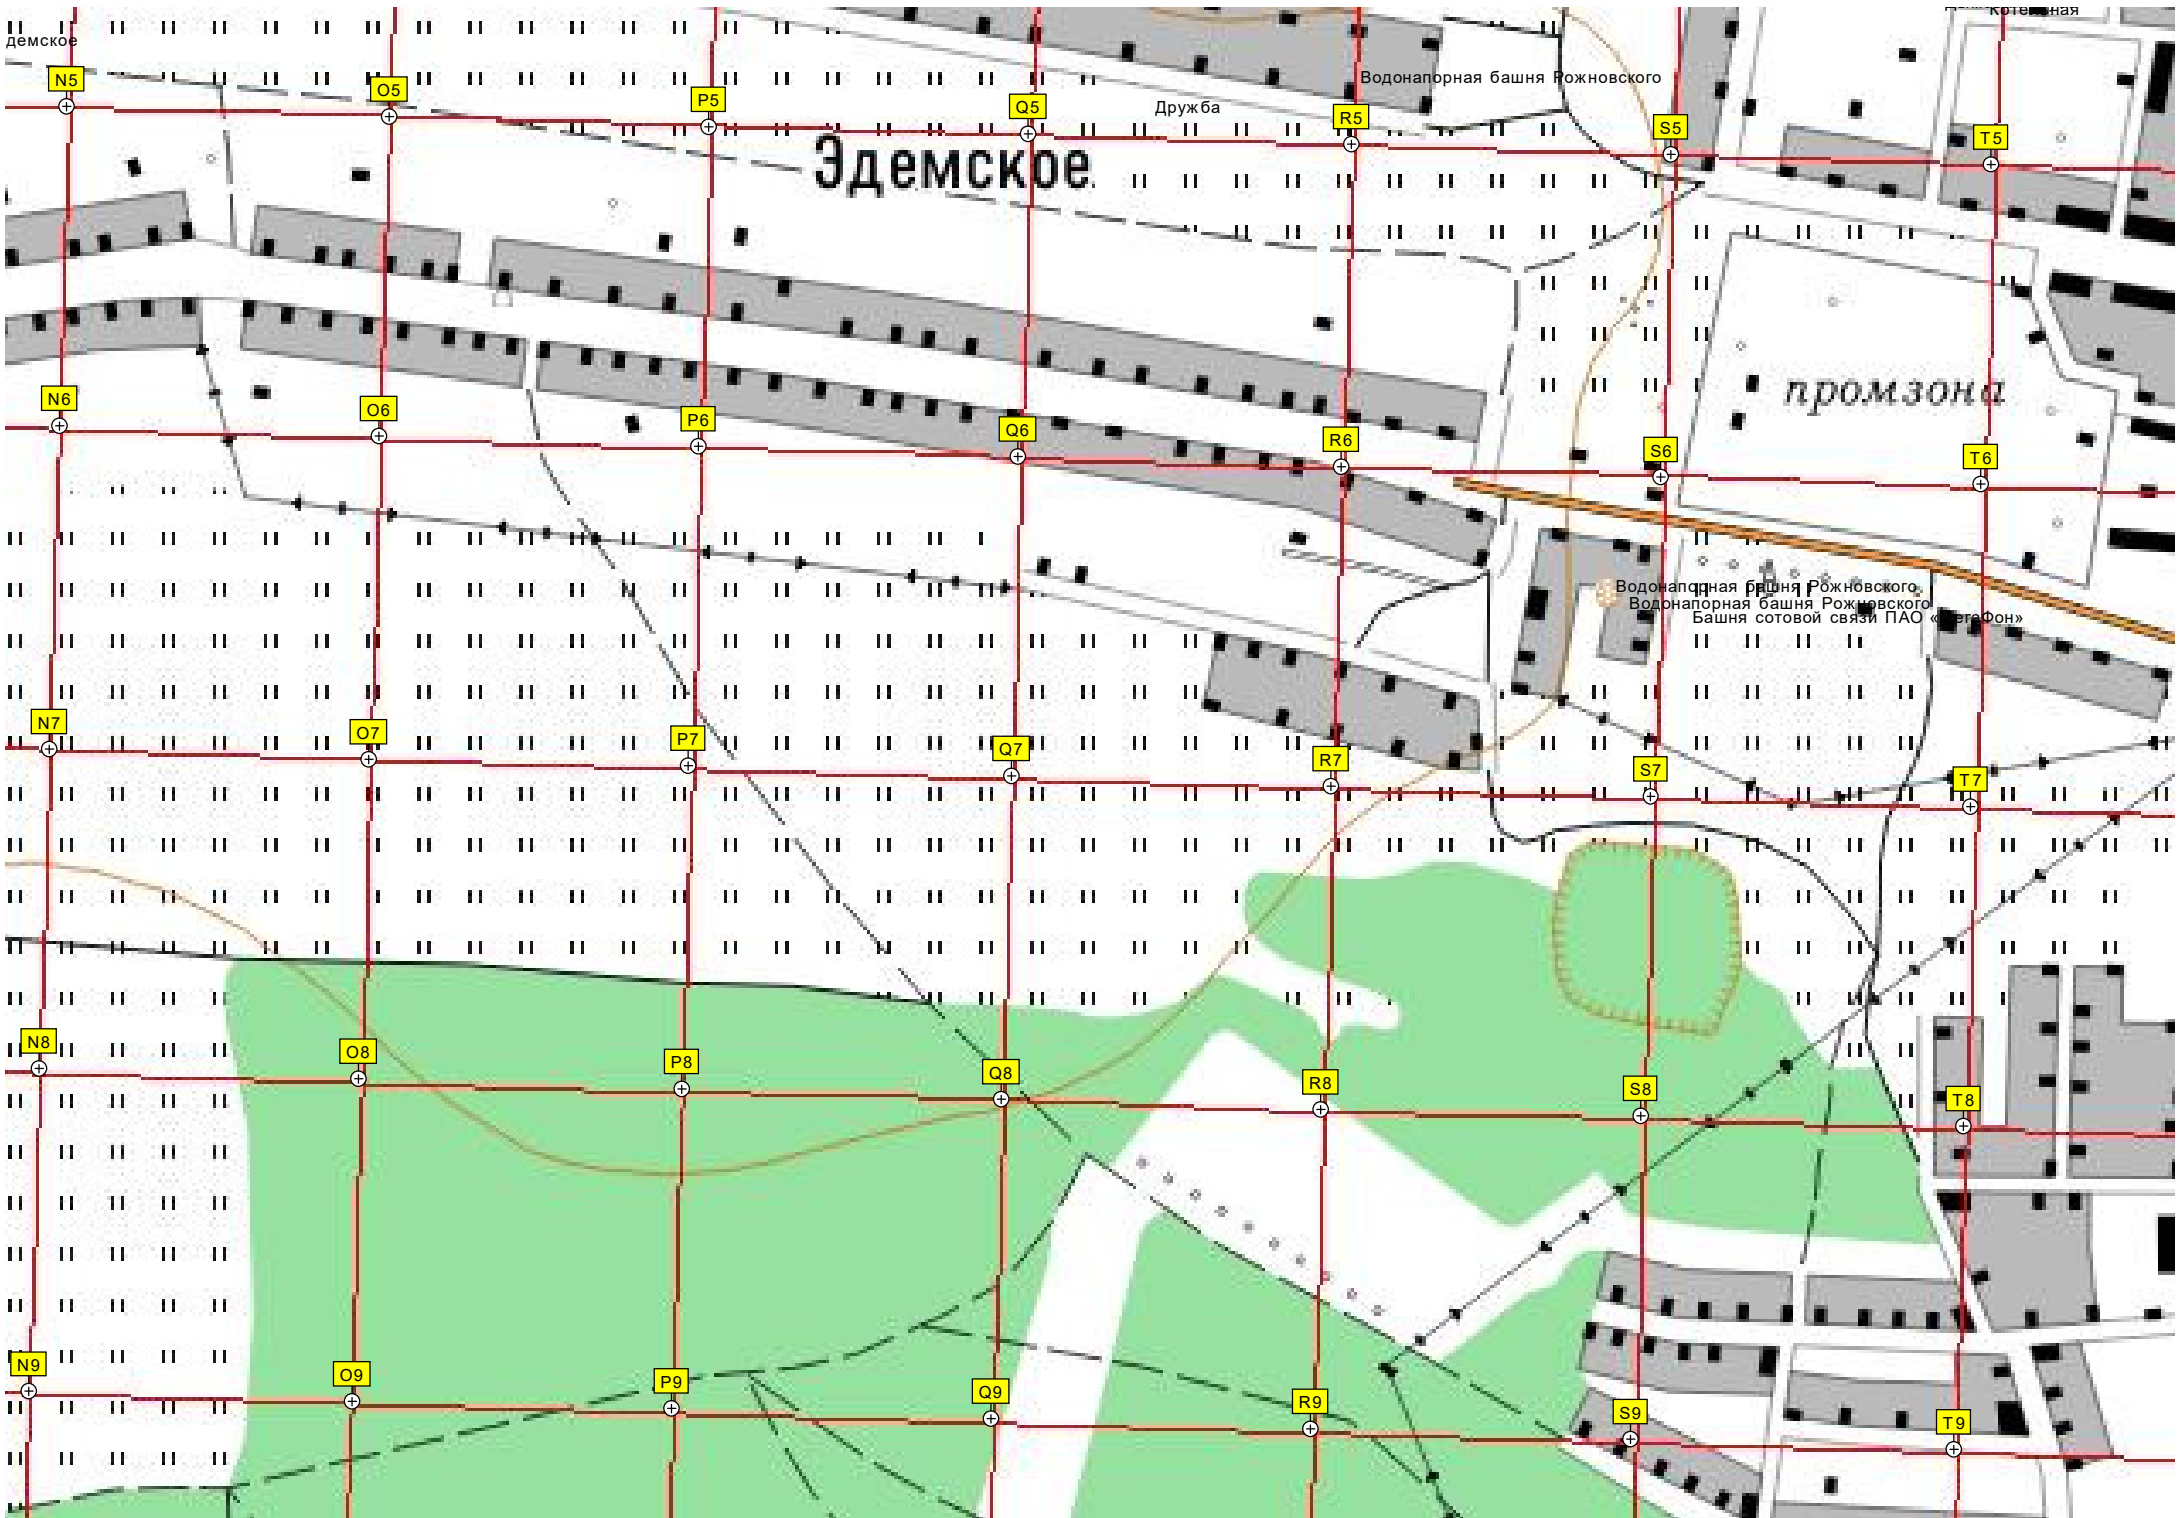 Котельная
демское
Водонапорная башня Рожновского
Дружба
N5
O5
P5
Q5
R5
S5
T5
Эдемское
промзона
N6
O6
P6
Q6
R6
S6
T6
Водонапорная башня Рожновского
Водонапорная башня Рожновского
Башня сотовой связи ПАО «МегаФон»
N7
O7
P7
Q7
R7
S7
T7
N8
O8
P8
Q8
R8
S8
T8
N9
O9
P9
Q9
R9
S9
T9